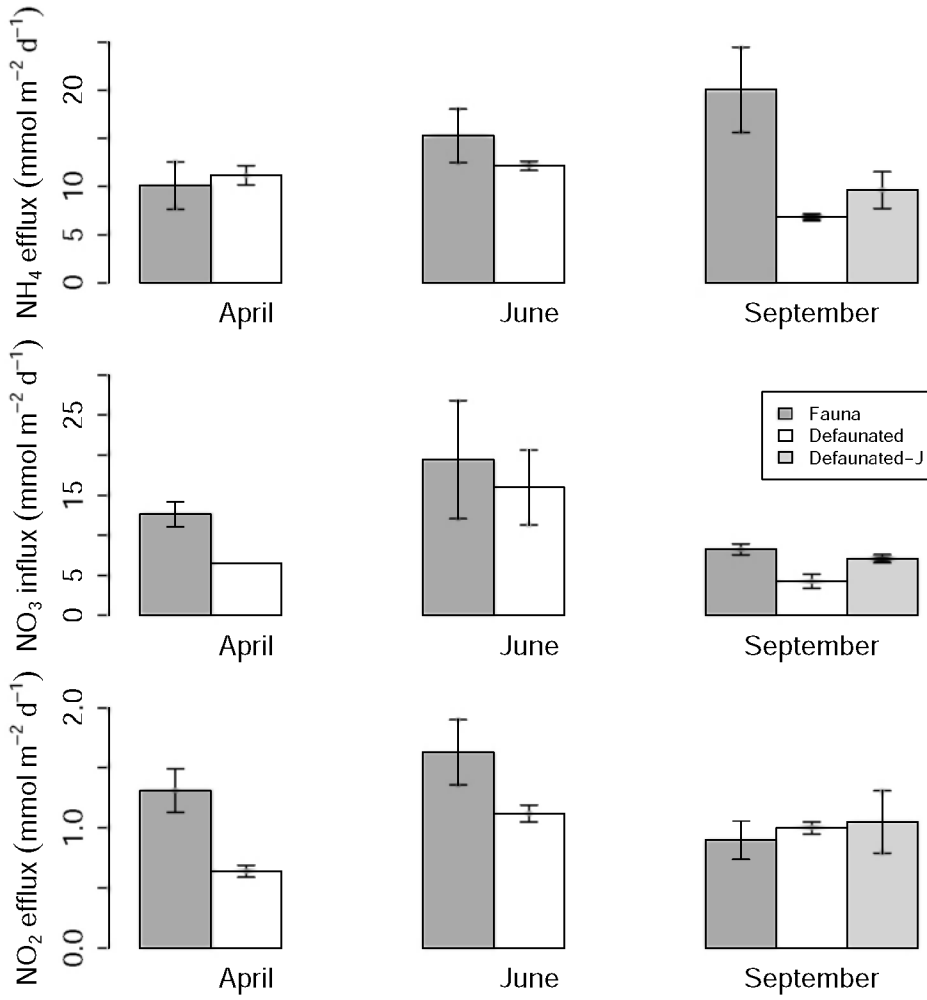 NH₄ efflux (mmol m⁻² d⁻¹)
20
10
5
0
April
June
September
NO₃ influx (mmol m⁻² d⁻¹)
25
15
5
0
Fauna
Defaunated
Defaunated−J
April
June
September
NO₂ efflux (mmol m⁻² d⁻¹)
2.0
1.0
0.0
April
June
September